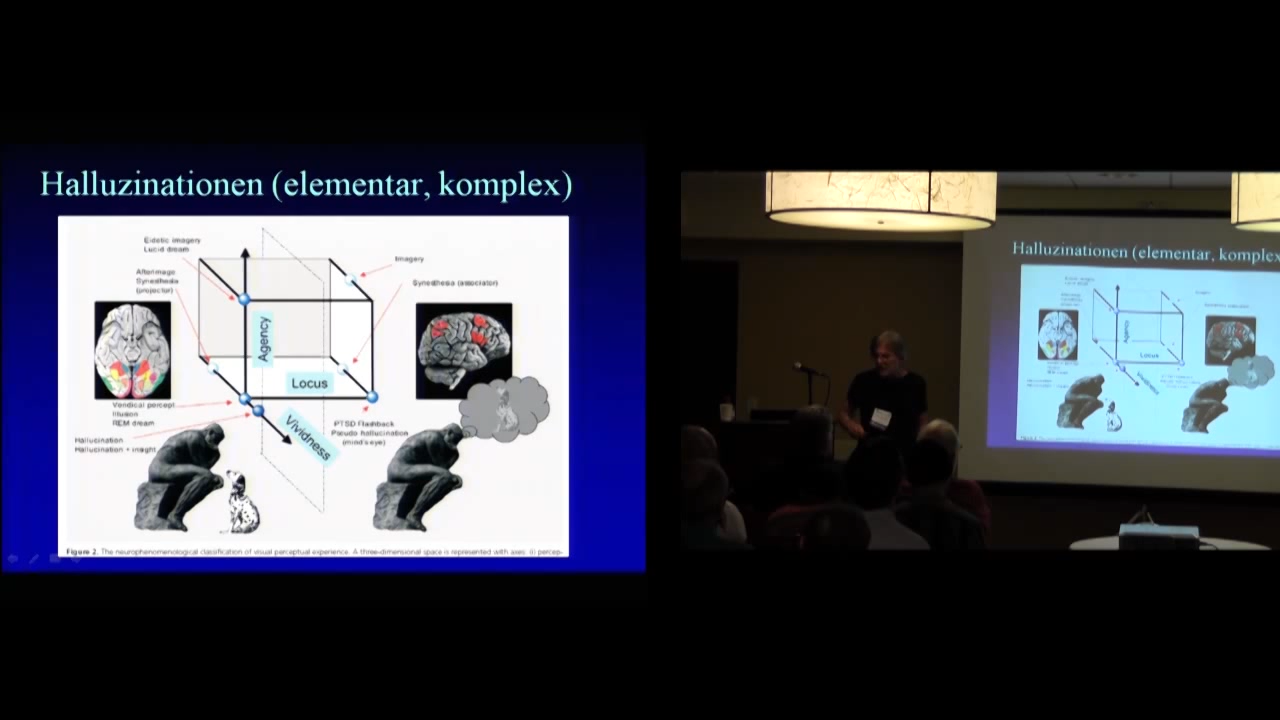 Halluzinationen (elementar, komplex)
Eidetic imagery
Lucid dream
Imagery
Afterimage
Synesthesia
(projector)
Synesthesia (associator)
Agency
Locus
Vividness
Veridical percept
Illusion
REM dream
PTSD Flashback
Pseudo hallucination
(mind's eye)
Hallucination
Hallucination + insight
Figure 2. The neurophenomenological classification of visual perceptual experience. A three-dimensional space is represented with axes: (i) percep-
Halluzinationen (elementar, komplex
Agency
Locus